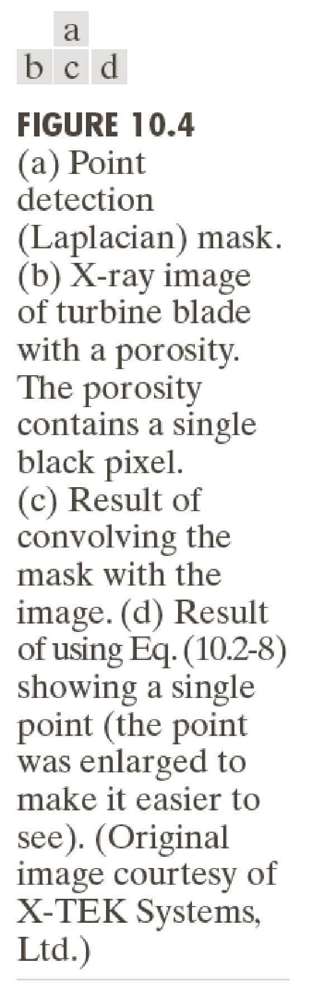 a
b c d
FIGURE 10.4
(a) Point
detection
(Laplacian) mask.
(b) X-ray image
of turbine blade
with a porosity.
The porosity
contains a single
black pixel.
(c) Result of
convolving the
mask with the
image. (d) Result
of using Eq. (10.2-8)
showing a single
point (the point
was enlarged to
make it easier to
see). (Original
image courtesy of
X-TEK Systems,
Ltd.)